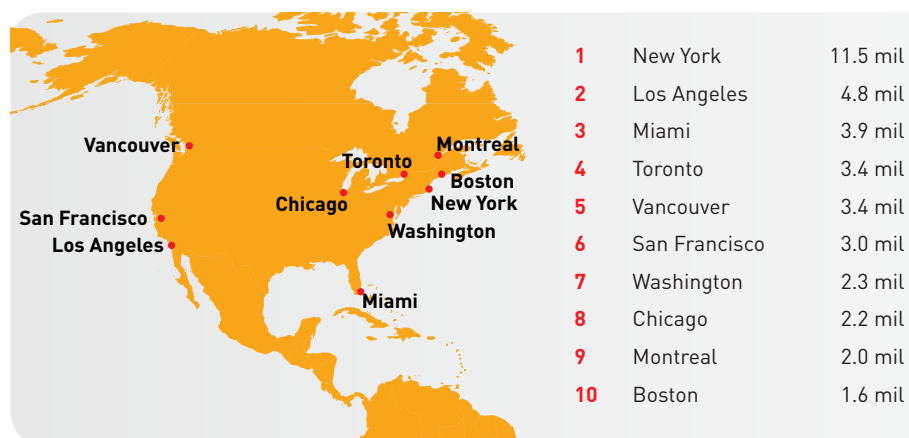 Vancouver
Montreal
Toronto
Boston
Chicago
New York
San Francisco
Washington
Los Angeles
Miami
1 New York 11.5 mil
2 Los Angeles 4.8 mil
3 Miami 3.9 mil
4 Toronto 3.4 mil
5 Vancouver 3.4 mil
6 San Francisco 3.0 mil
7 Washington 2.3 mil
8 Chicago 2.2 mil
9 Montreal 2.0 mil
10 Boston 1.6 mil